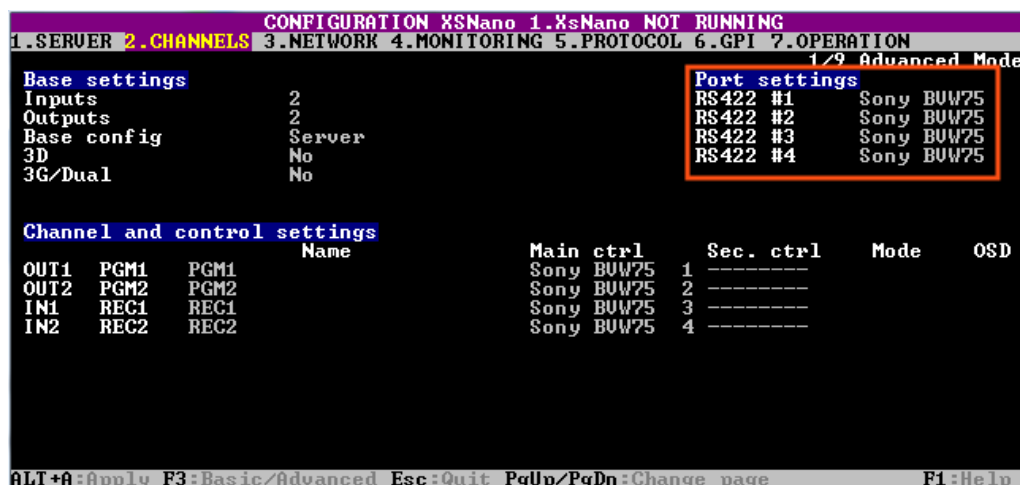 CONFIGURATION XSNano 1.XsNano NOT RUNNING
1.SERVER 2.CHANNELS 3.NETWORK 4.MONITORING 5.PROTOCOL 6.GPI 7.OPERATION
1/9 Advanced Mode
Base settings Port settings
Inputs 2 RS422 #1 Sony BVW75
Outputs 2 RS422 #2 Sony BVW75
Base config Server RS422 #3 Sony BVW75
3D No RS422 #4 Sony BVW75
3G/Dual No
Channel and control settings
Name Main ctrl Sec. ctrl Mode OSD
OUT1 PGM1 PGM1 Sony BVW75 1 --------
OUT2 PGM2 PGM2 Sony BVW75 2 --------
IN1 REC1 REC1 Sony BVW75 3 --------
IN2 REC2 REC2 Sony BVW75 4 --------
ALT+A:Apply F3:Basic/Advanced Esc:Quit PgUp/PgDn:Change page F1:Help